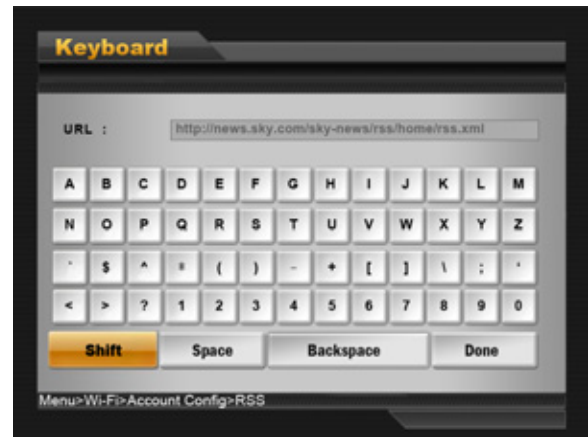 Keyboard
URL :
http://news.sky.com/sky-news/rss/home/rss.xml
A B C D E F G H I J K L M
N O P Q R S T U V W X Y Z
$ ^ ( ) - + [ ] \ ;
< > ? 1 2 3 4 5 6 7 8 9 0
Shift Space Backspace Done
Menu>Wi-Fi>Account Config>RSS